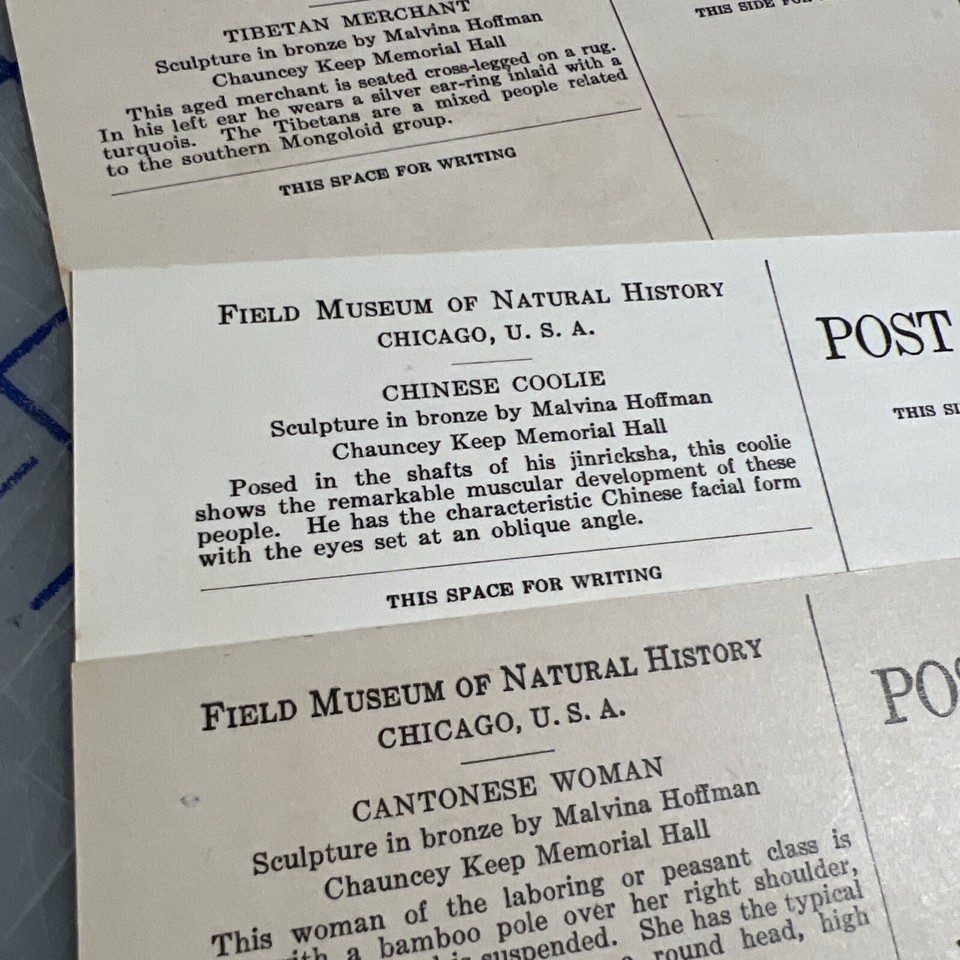 TIBETAN MERCHANT
Sculpture in bronze by Malvina Hoffman
Chauncey Keep Memorial Hall
This aged merchant is seated cross-legged on a rug.
In his left ear he wears a silver ear-ring inlaid with a
turquois. The Tibetans are a mixed people related
to the southern Mongoloid group.
THIS SPACE FOR WRITING
THIS SIDE
FIELD MUSEUM OF NATURAL HISTORY
CHICAGO, U. S. A.
CHINESE COOLIE
Sculpture in bronze by Malvina Hoffman
Chauncey Keep Memorial Hall
Posed in the shafts of his jinricksha, this coolie
shows the remarkable muscular development of these
people. He has the characteristic Chinese facial form
with the eyes set at an oblique angle.
THIS SPACE FOR WRITING
POST
THIS
FIELD MUSEUM OF NATURAL HISTORY
CHICAGO, U. S. A.
CANTONESE WOMAN
Sculpture in bronze by Malvina Hoffman
Chauncey Keep Memorial Hall
This woman of the laboring or peasant class is
a bamboo pole over her right shoulder,
is suspended. She has the typical
round head, high